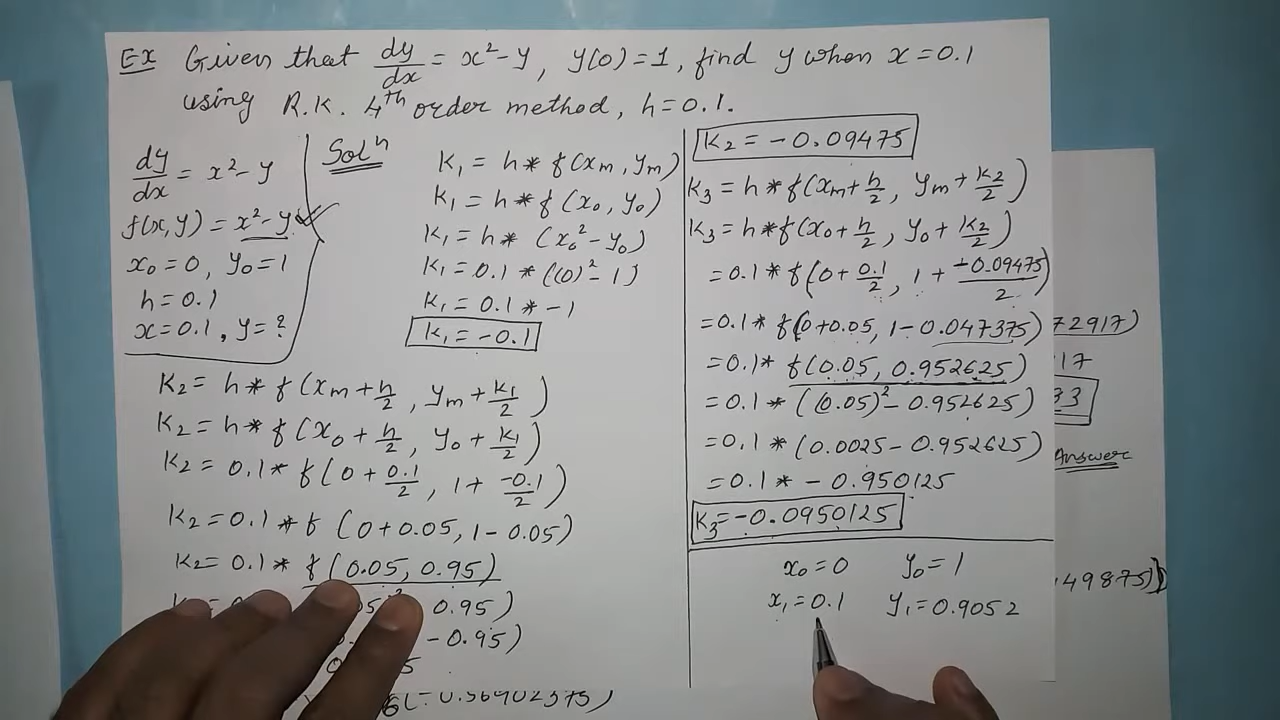 Ex Given that dy/dx = x² - y, y(0) = 1, find y when x = 0.1
using R.K. 4th order method, h = 0.1.
dy/dx = x² - y
f(x, y) = x² - y
x₀ = 0, y₀ = 1
h = 0.1
x = 0.1, y = ?
Solⁿ
K₁ = h * f(xm, ym)
K₁ = h * f(x₀, y₀)
K₁ = h * (x₀² - y₀)
K₁ = 0.1 * ((0)² - 1)
K₁ = 0.1 * -1
K₁ = -0.1
K₂ = h * f(xm + h/2, ym + K₁/2)
K₂ = h * f(x₀ + h/2, y₀ + K₁/2)
K₂ = 0.1 * f(0 + 0.1/2, 1 + -0.1/2)
K₂ = 0.1 * f(0 + 0.05, 1 - 0.05)
K₂ = 0.1 * f(0.05, 0.95)
0.95)
- 0.95)
K₂ = -0.09475
K₃ = h * f(xm + h/2, ym + K₂/2)
K₃ = h * f(x₀ + h/2, y₀ + K₂/2)
= 0.1 * f(0 + 0.1/2, 1 + -0.09475/2)
= 0.1 * f(0 + 0.05, 1 - 0.047375)
= 0.1 * f(0.05, 0.952625)
= 0.1 * ((0.05)² - 0.952625)
= 0.1 * (0.0025 - 0.952625)
= 0.1 * - 0.950125
K₃ = -0.0950125
x₀ = 0 y₀ = 1
x₁ = 0.1 y₁ = 0.9052
72917)
17
33
Answer
49875))